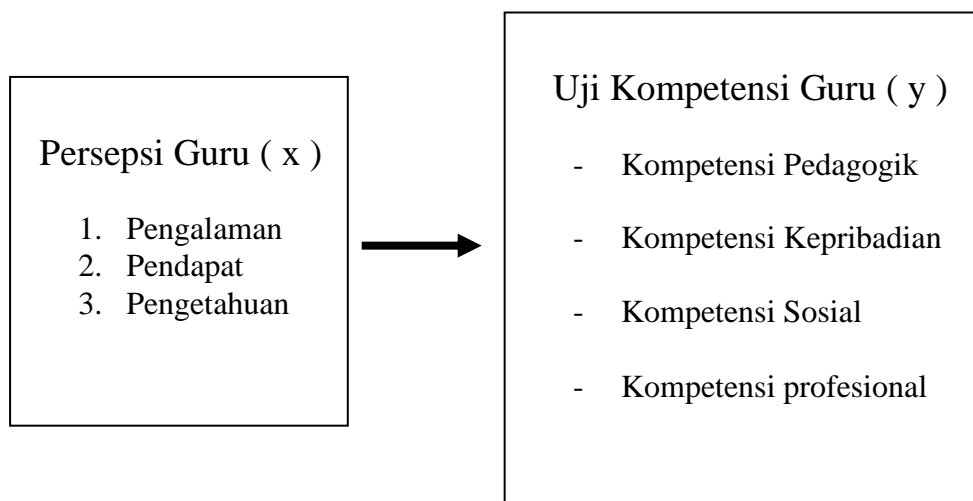 Persepsi Guru ( x )
1. Pengalaman
2. Pendapat
3. Pengetahuan
Uji Kompetensi Guru ( y )
- Kompetensi Pedagogik
- Kompetensi Kepribadian
- Kompetensi Sosial
- Kompetensi profesional